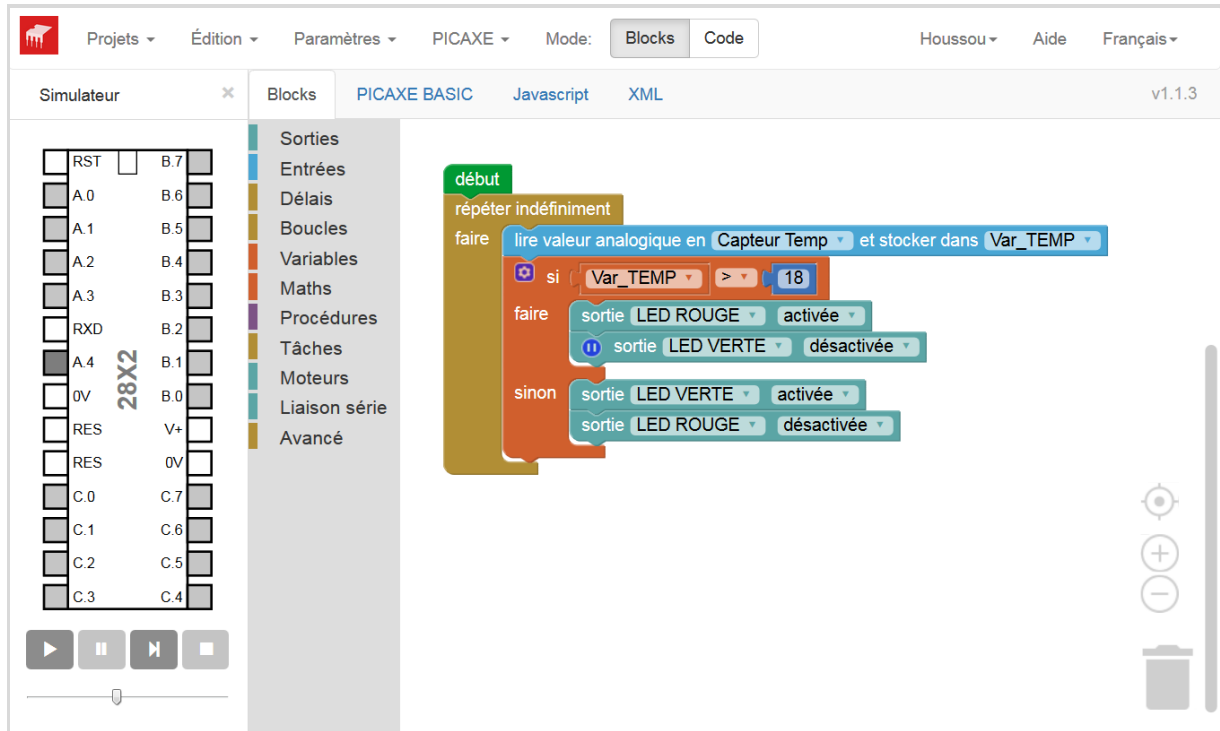 Projets Édition Paramètres PICAXE Mode: Blocks Code Houssou Aide Français
Simulateur × Blocks PICAXE BASIC Javascript XML v1.1.3
RST B.7
A.0 B.6
A.1 B.5
A.2 B.4
A.3 B.3
RXD B.2
A.4 B.1
0V B.0
RES V+
RES 0V
C.0 C.7
C.1 C.6
C.2 C.5
C.3 C.4
28X2
Sorties
Entrées
Délais
Boucles
Variables
Maths
Procédures
Tâches
Moteurs
Liaison série
Avancé
début
répéter indéfiniment
faire lire valeur analogique en Capteur Temp et stocker dans Var_TEMP
si Var_TEMP > 18
faire sortie LED ROUGE activée
sortie LED VERTE désactivée
sinon sortie LED VERTE activée
sortie LED ROUGE désactivée